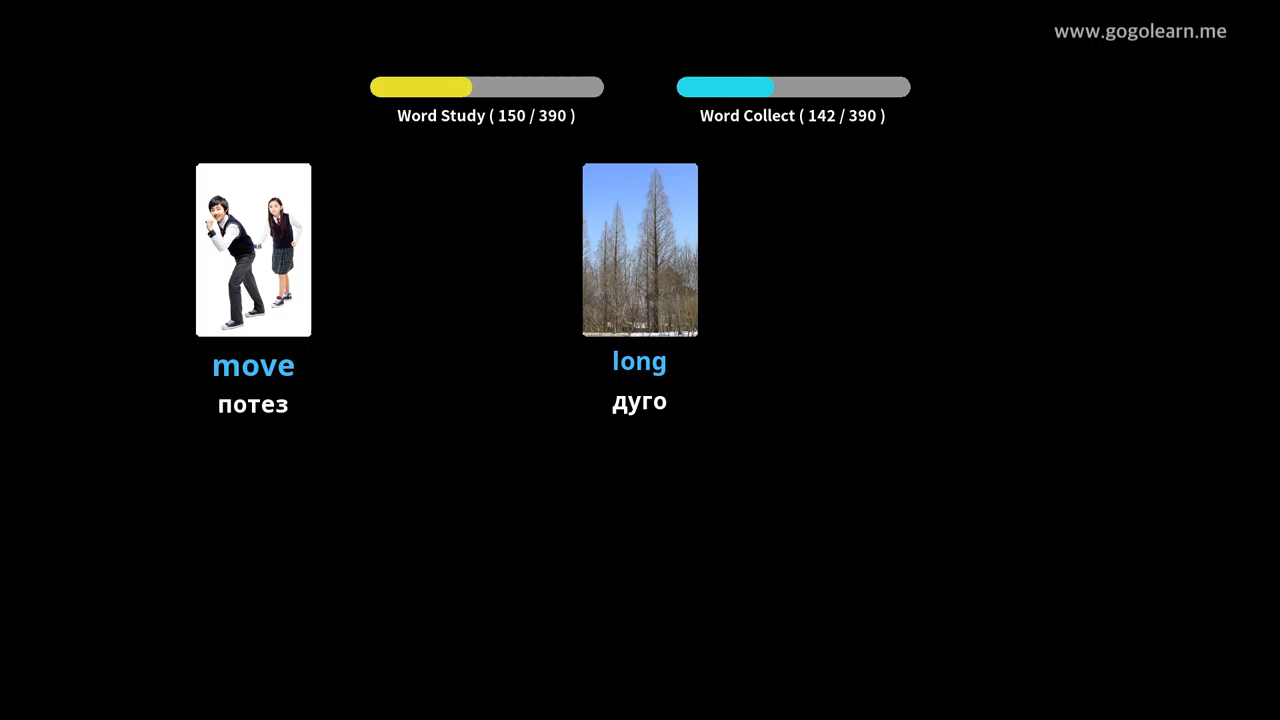 www.gogolearn.me
Word Study ( 150 / 390 )
Word Collect ( 142 / 390 )
move
потез
long
дуго